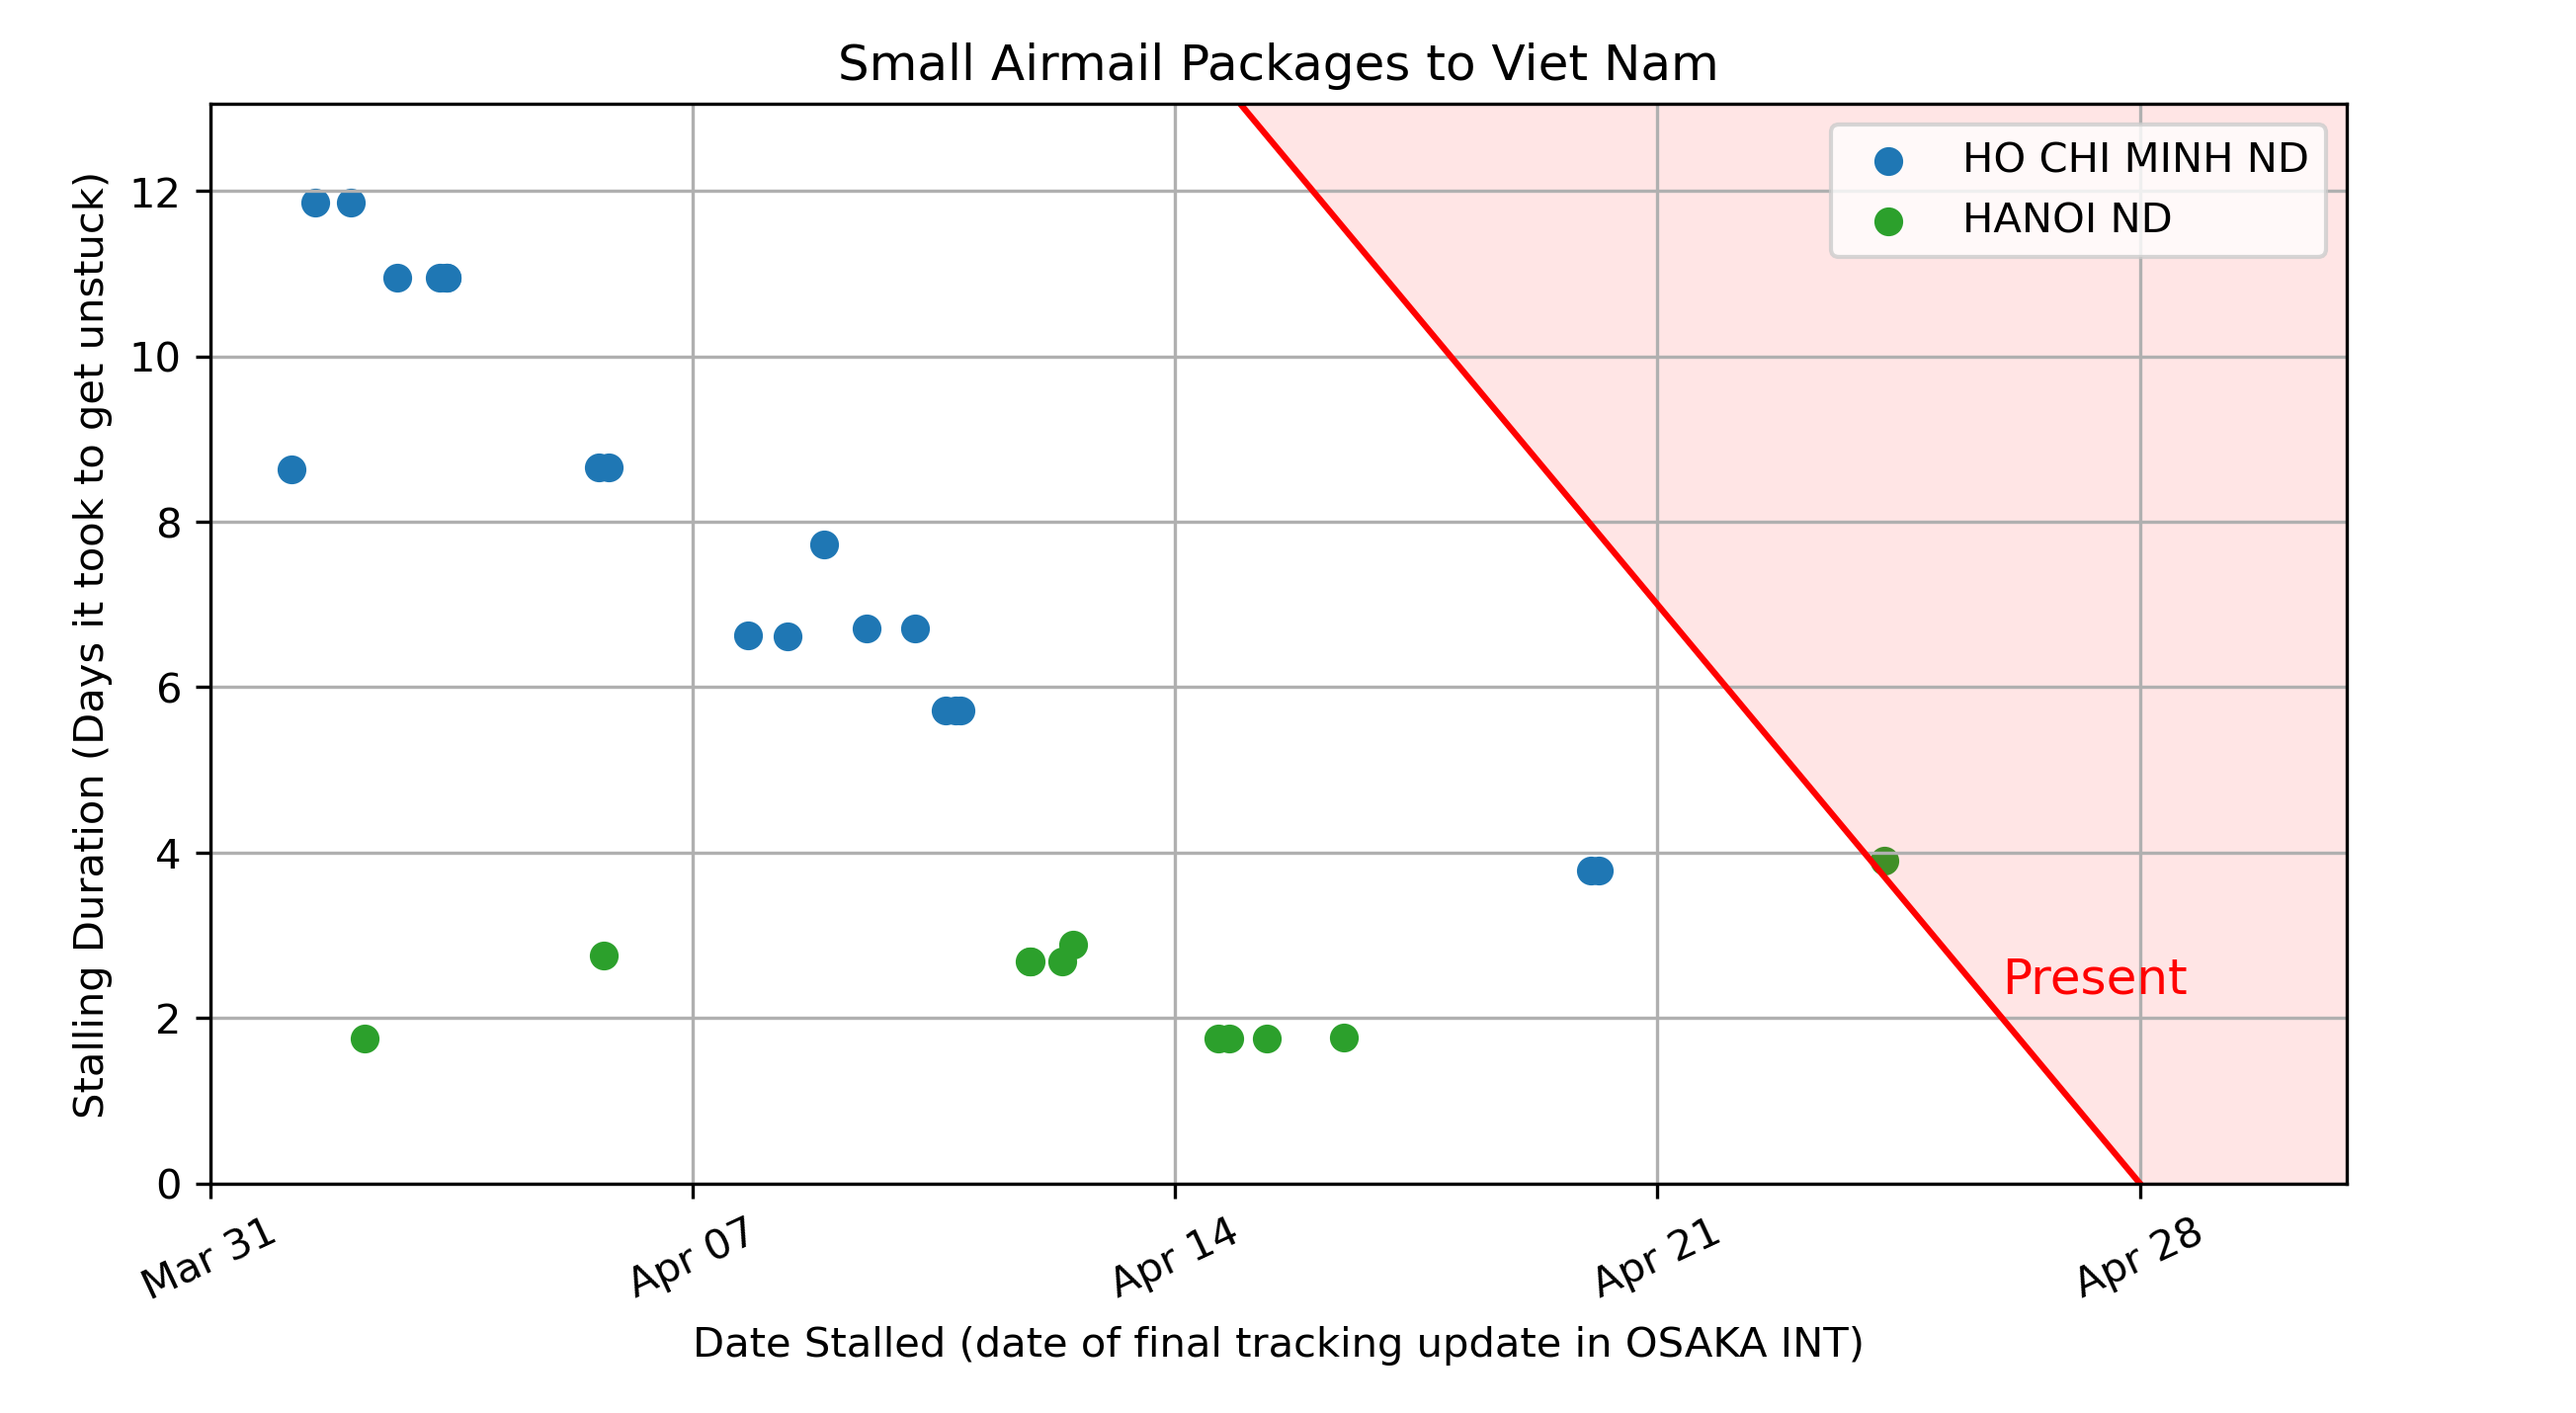 Small Airmail Packages to Viet Nam
HO CHI MINH ND
HANOI ND
Stalling Duration (Days it took to get unstuck)
12
10
8
6
4
2
0
Present
Mar 31
Apr 07
Apr 14
Apr 21
Apr 28
Date Stalled (date of final tracking update in OSAKA INT)